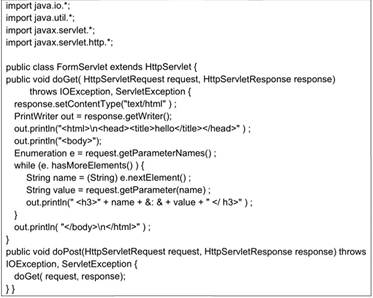 import java.io.*;
import java.util.*;
import javax.servlet.*;
import javax.servlet.http.*;
public class FormServlet extends HttpServlet {
public void doGet( HttpServletRequest request, HttpServletResponse response)
throws IOException, ServletException {
response.setContentType("text/html" ) ;
PrintWriter out = response.getWriter();
out.println("<html>\n<head><title>hello</title></head>" ) ;
out.println("<body>");
Enumeration e = request.getParameterNames() ;
while (e. hasMoreElements() ) {
String name = (String) e.nextElement() ;
String value = request.getParameter(name) ;
out.println(" <h3>" + name + &: & + value + " </ h3>" ) ;
}
out.println( "</body>\n</html>" ) ;
}
public void doPost(HttpServletRequest request, HttpServletResponse response) throws
IOException, ServletException {
doGet( request, response);
} }